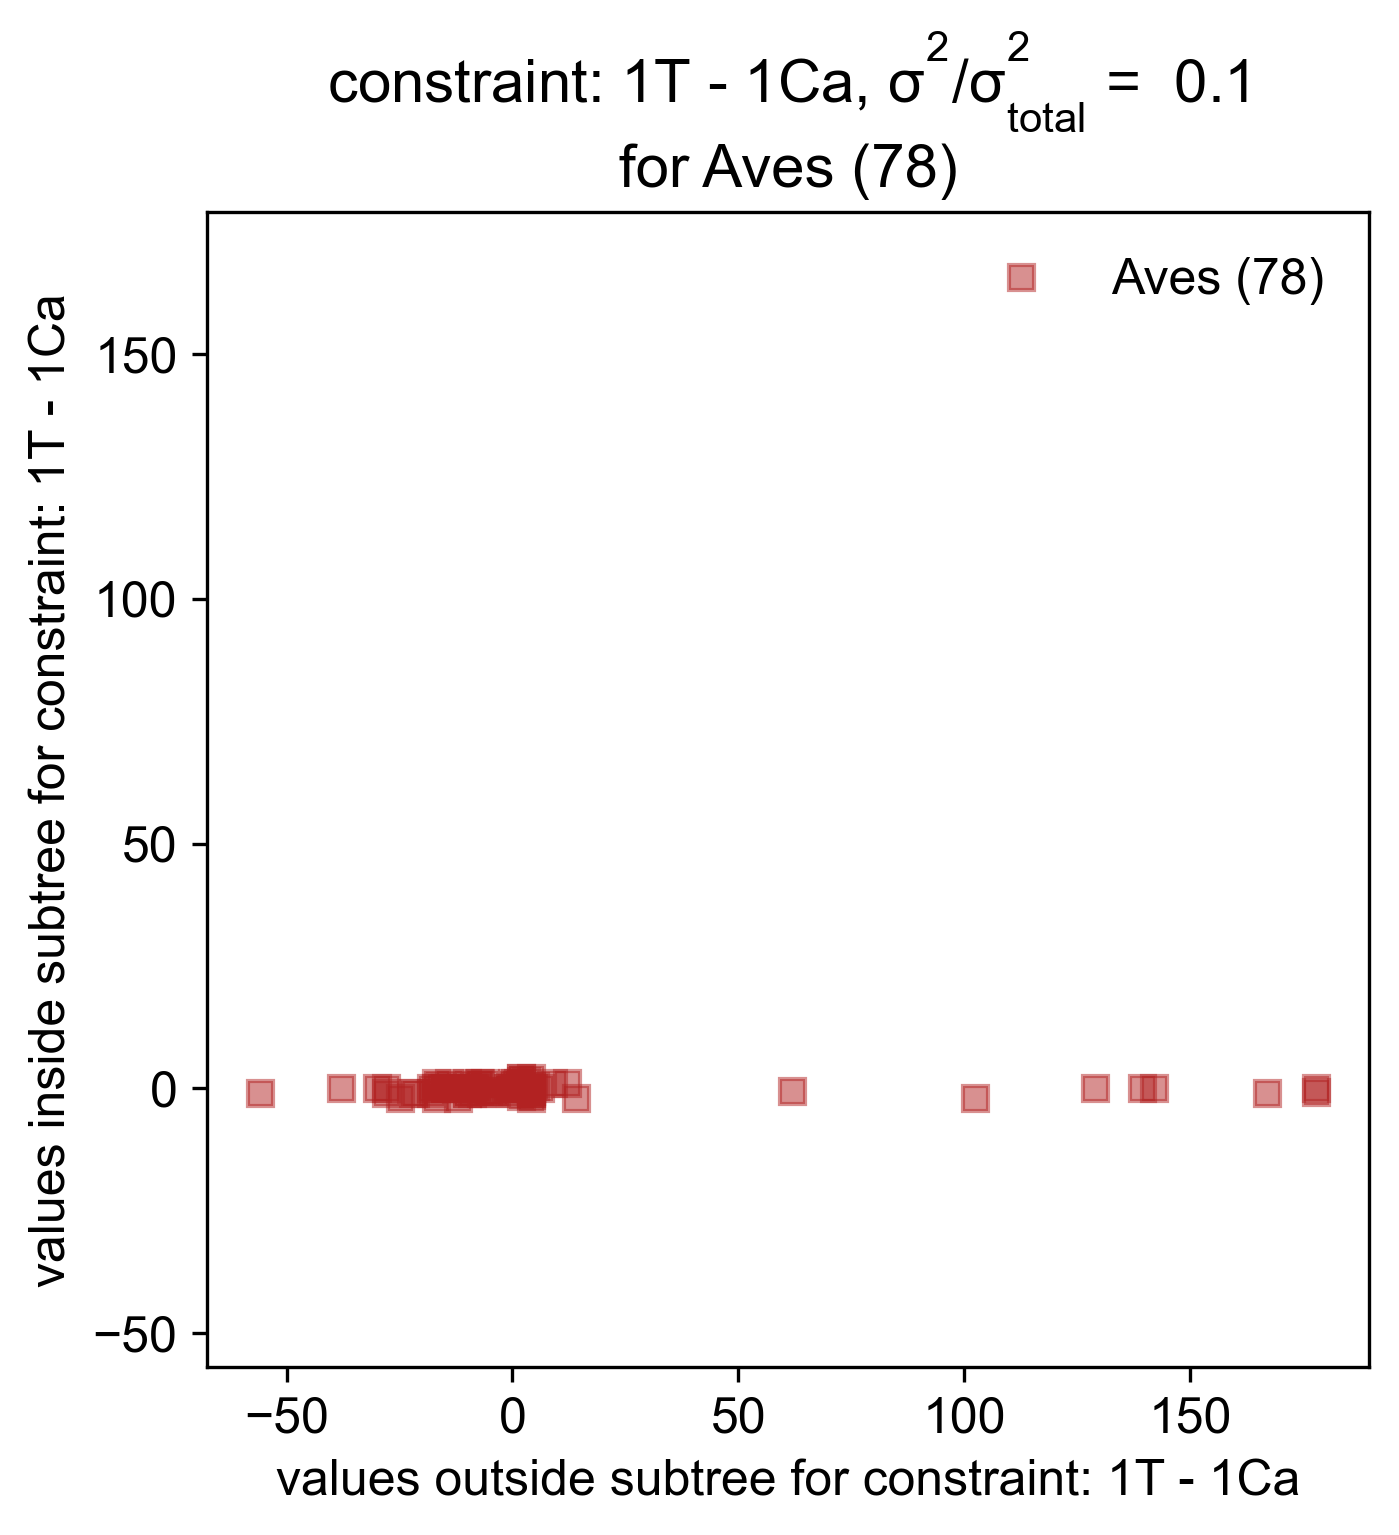 constraint: 1T - 1Ca, σ²/σ²total = 0.1
for Aves (78)
Aves (78)
values inside subtree for constraint: 1T - 1Ca
150
100
50
0
−50
−50 0 50 100 150
values outside subtree for constraint: 1T - 1Ca